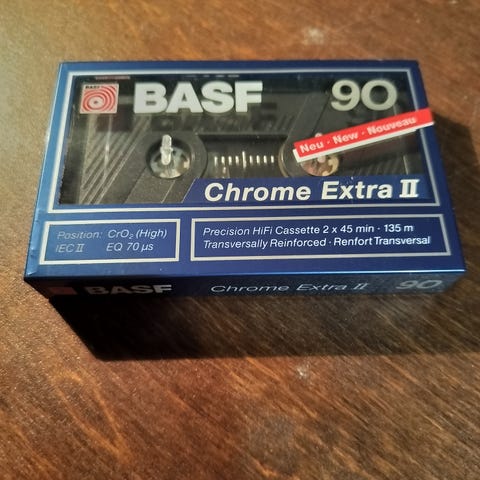 BASF
BASF 90
Neu · New · Nouveau
Chrome Extra II
Position: CrO₂ (High)
IEC II EQ 70 µs
Precision HiFi Cassette 2 x 45 min · 135 m
Transversally Reinforced · Renfort Transversal
BASF Chrome Extra II 90